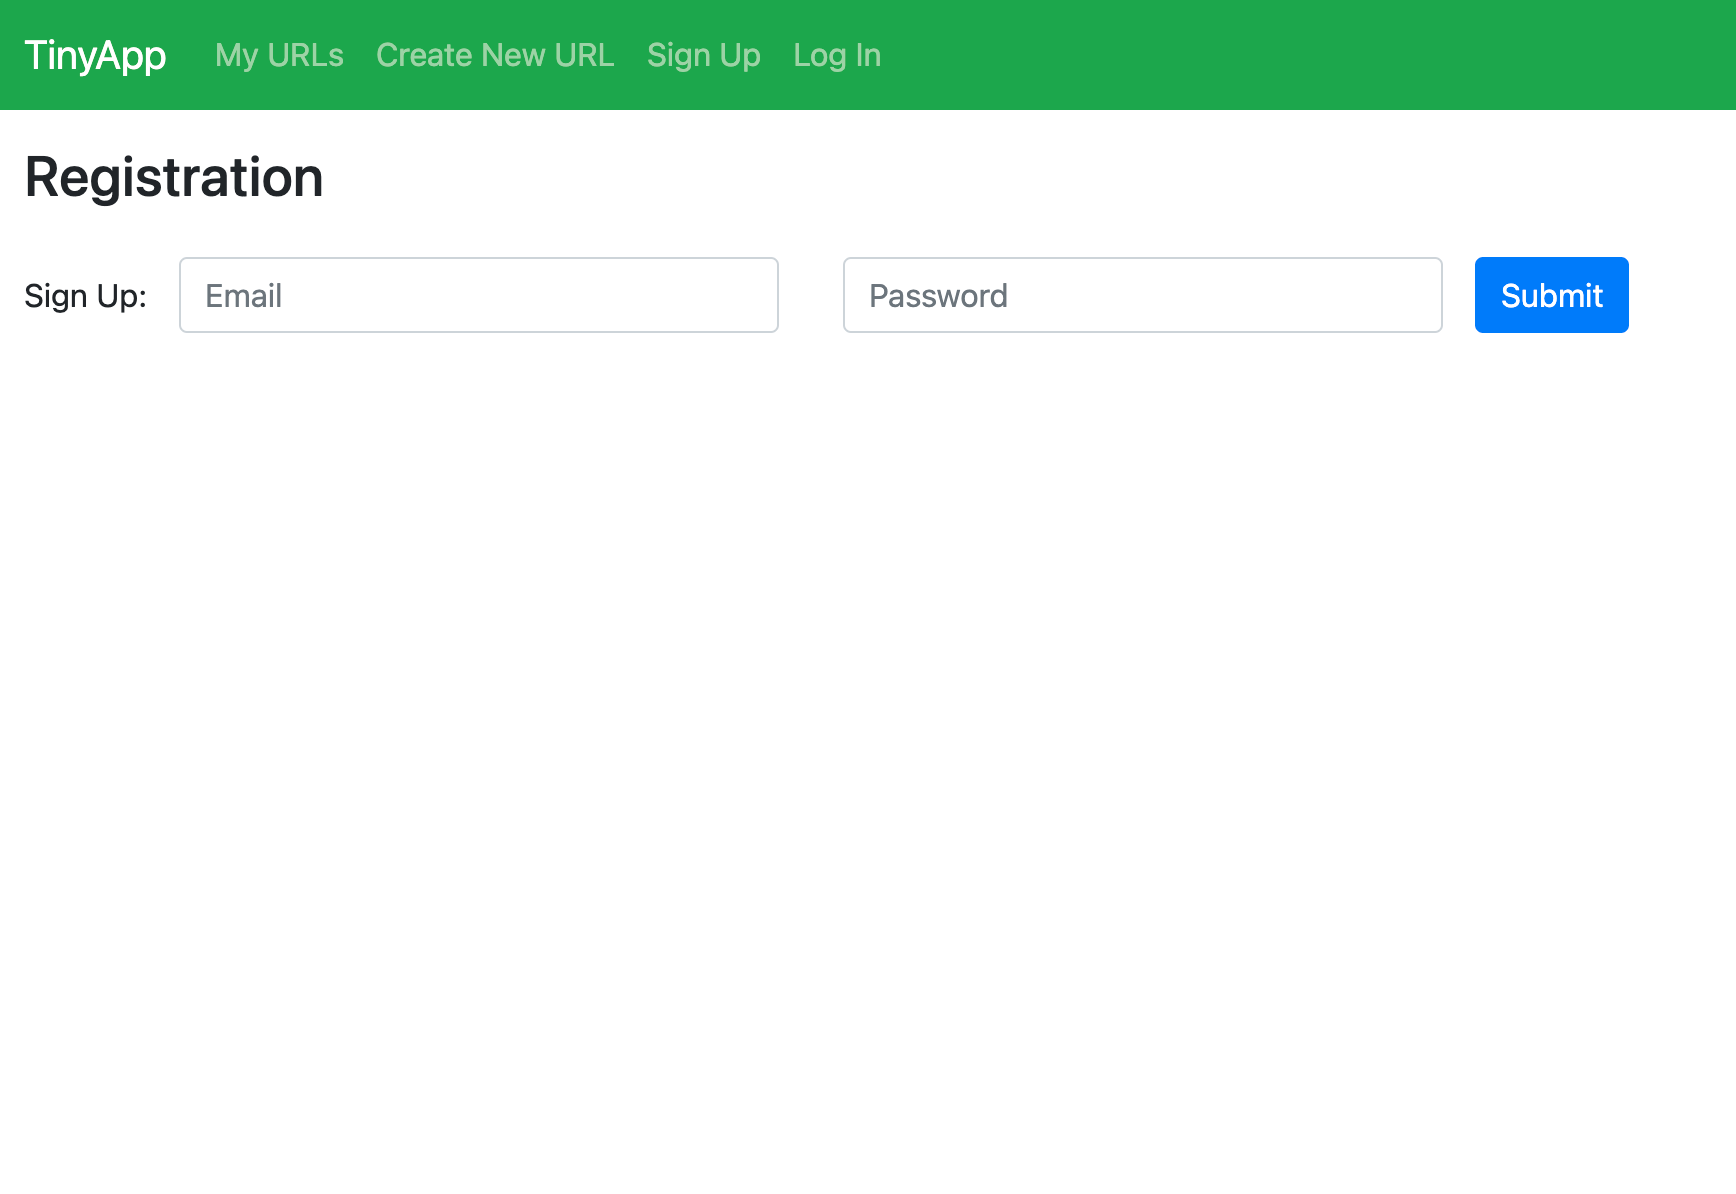 TinyApp My URLs Create New URL Sign Up Log In
Registration
Sign Up: Email Password Submit